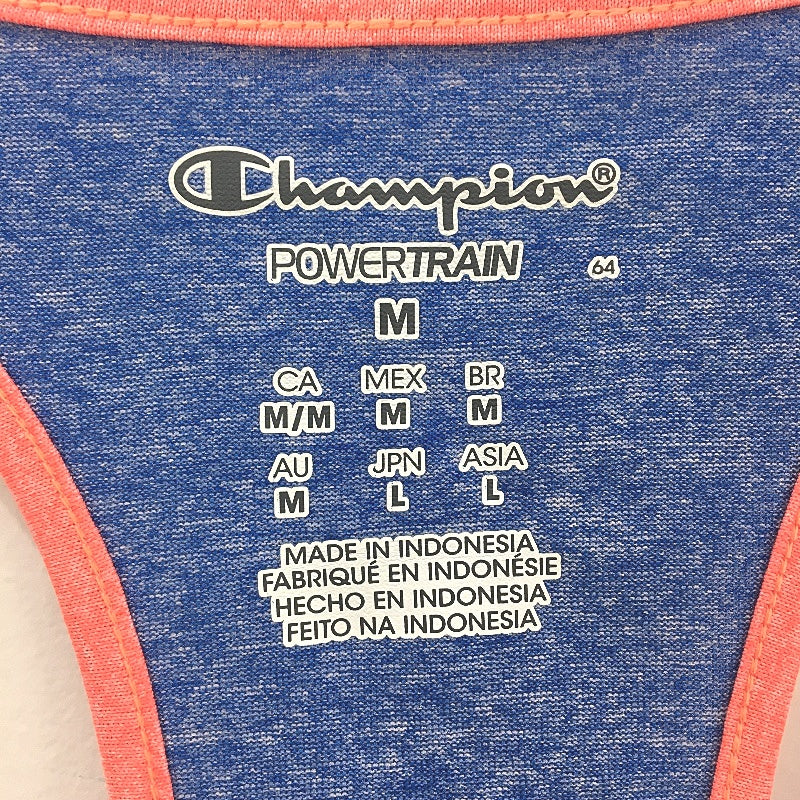 Champion®
POWERTRAIN 64
M
CA MEX BR
M/M M M
AU JPN ASIA
M L L
MADE IN INDONESIA
FABRIQUÉ EN INDONÉSIE
HECHO EN INDONESIA
FEITO NA INDONESIA